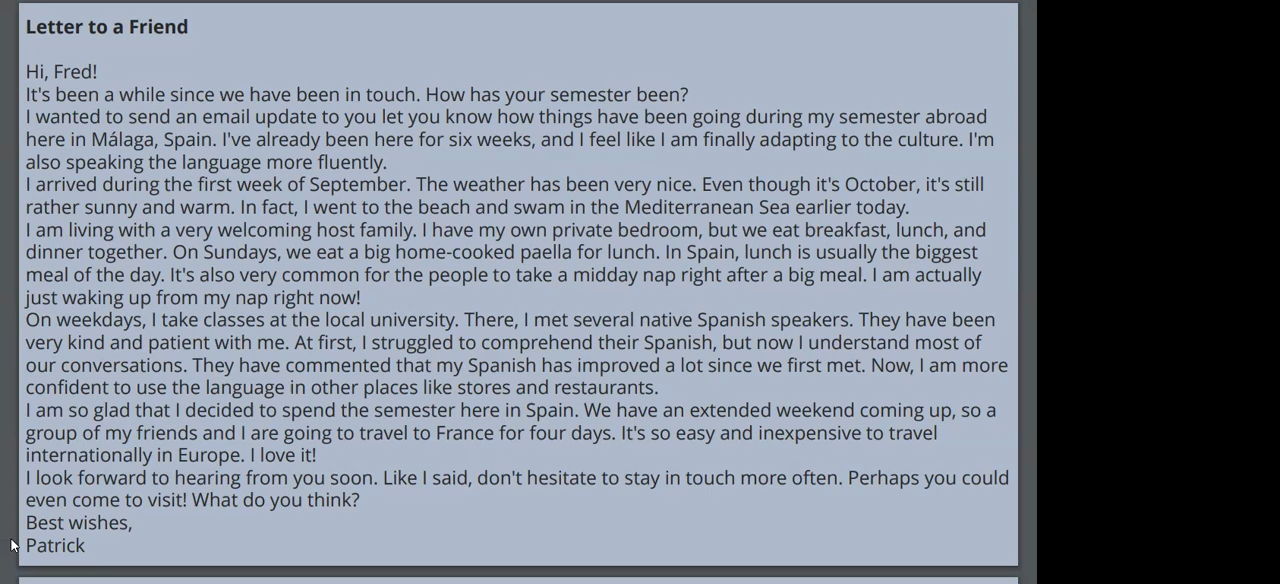 Letter to a Friend
Hi, Fred!
It's been a while since we have been in touch. How has your semester been?
I wanted to send an email update to you let you know how things have been going during my semester abroad
here in Málaga, Spain. I've already been here for six weeks, and I feel like I am finally adapting to the culture. I'm
also speaking the language more fluently.
I arrived during the first week of September. The weather has been very nice. Even though it's October, it's still
rather sunny and warm. In fact, I went to the beach and swam in the Mediterranean Sea earlier today.
I am living with a very welcoming host family. I have my own private bedroom, but we eat breakfast, lunch, and
dinner together. On Sundays, we eat a big home-cooked paella for lunch. In Spain, lunch is usually the biggest
meal of the day. It's also very common for the people to take a midday nap right after a big meal. I am actually
just waking up from my nap right now!
On weekdays, I take classes at the local university. There, I met several native Spanish speakers. They have been
very kind and patient with me. At first, I struggled to comprehend their Spanish, but now I understand most of
our conversations. They have commented that my Spanish has improved a lot since we first met. Now, I am more
confident to use the language in other places like stores and restaurants.
I am so glad that I decided to spend the semester here in Spain. We have an extended weekend coming up, so a
group of my friends and I are going to travel to France for four days. It's so easy and inexpensive to travel
internationally in Europe. I love it!
I look forward to hearing from you soon. Like I said, don't hesitate to stay in touch more often. Perhaps you could
even come to visit! What do you think?
Best wishes,
Patrick